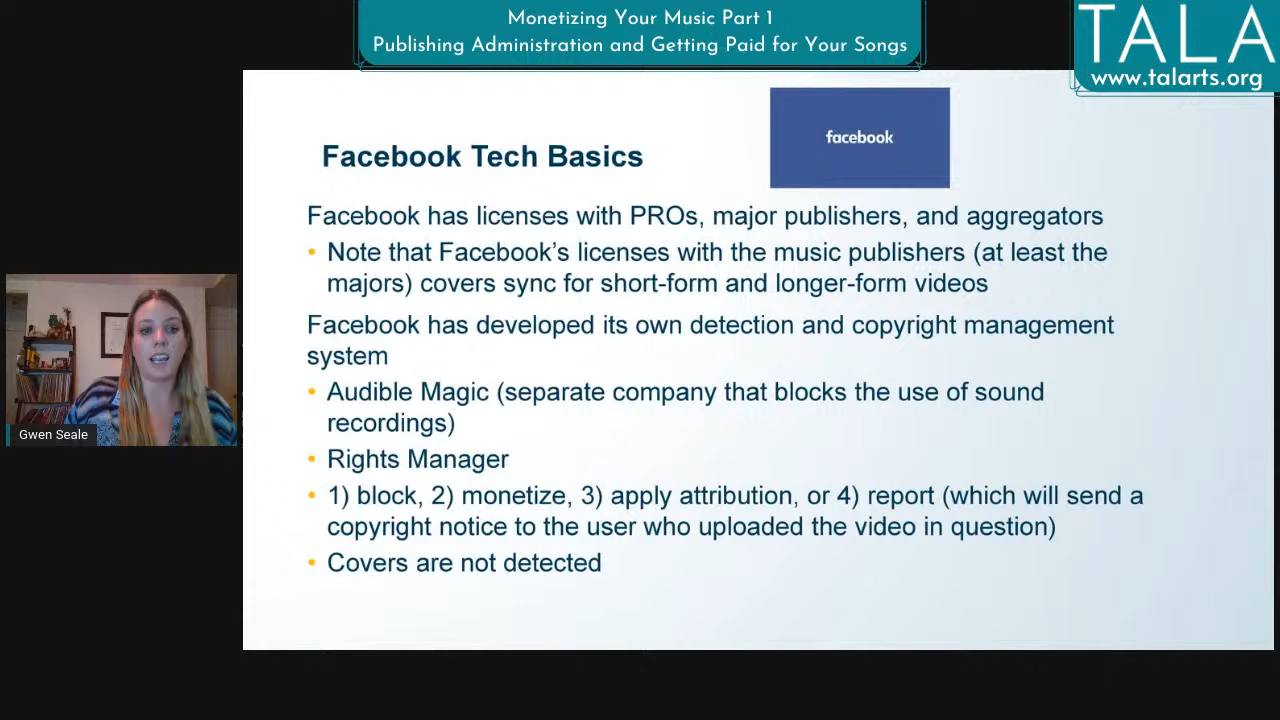 Monetizing Your Music Part 1
Publishing Administration and Getting Paid for Your Songs
TALA
www.talarts.org
facebook
Facebook Tech Basics
Facebook has licenses with PROs, major publishers, and aggregators
• Note that Facebook’s licenses with the music publishers (at least the
majors) covers sync for short-form and longer-form videos
Facebook has developed its own detection and copyright management
system
• Audible Magic (separate company that blocks the use of sound
recordings)
• Rights Manager
• 1) block, 2) monetize, 3) apply attribution, or 4) report (which will send a
copyright notice to the user who uploaded the video in question)
• Covers are not detected
Gwen Seale